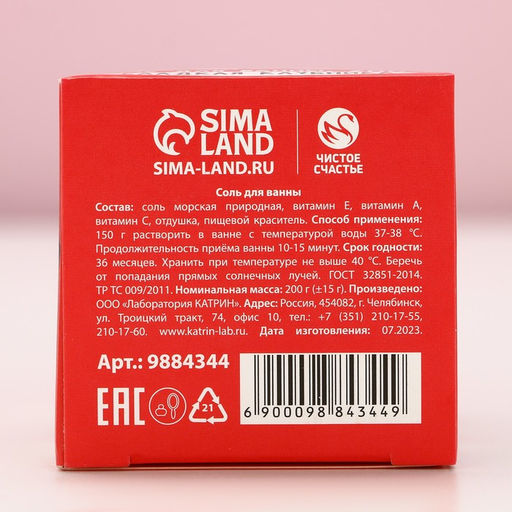 SIMA
LAND
SIMA-LAND.RU
ЧИСТОЕ
СЧАСТЬЕ
Соль для ванны
Состав: соль морская природная, витамин Е, витамин А,
витамин С, отдушка, пищевой краситель. Способ применения:
150 г растворить в ванне с температурой воды 37-38 °С.
Продолжительность приёма ванны 10-15 минут. Срок годности:
36 месяцев. Хранить при температуре не выше 40 °С. Беречь
от попадания прямых солнечных лучей. ГОСТ 32851-2014.
ТР ТС 009/2011. Номинальная масса: 200 г (±15 г). Произведено:
ООО «Лаборатория КАТРИН». Адрес: Россия, 454082, г. Челябинск,
ул. Троицкий тракт, 74, офис 10, тел.: +7 (351) 210-17-55,
210-17-60. www.katrin-lab.ru. Дата изготовления: 07.2023.
Арт.: 9884344
EAC
21
6 900098 843449